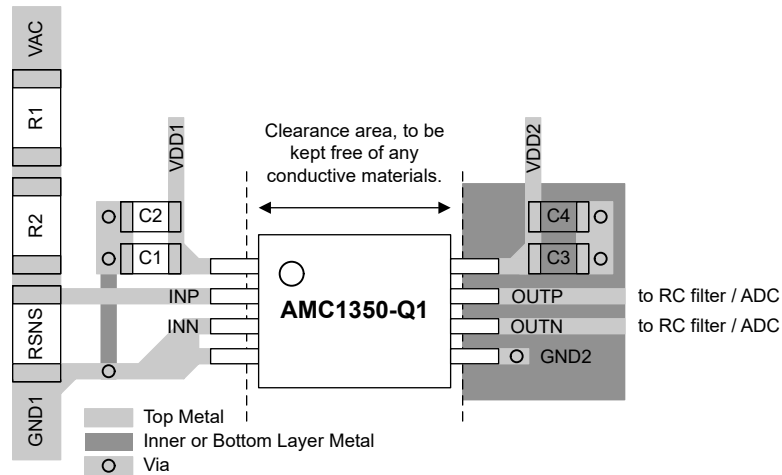 VAC
R1
R2
RSNS
GND1
VDD1
C2
C1
INP
INN
Clearance area, to be
kept free of any
conductive materials.
AMC1350-Q1
VDD2
C4
C3
OUTP
to RC filter / ADC
OUTN
to RC filter / ADC
GND2
Top Metal
Inner or Bottom Layer Metal
Via